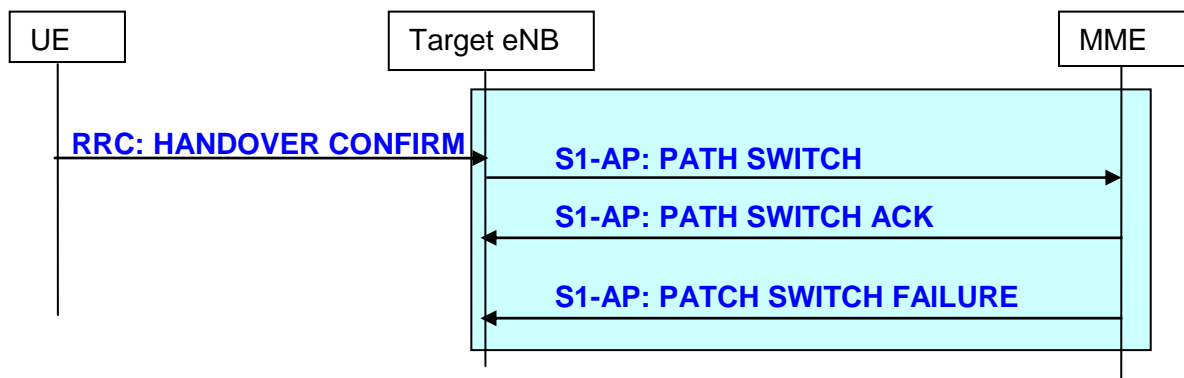 UE
Target eNB
MME
RRC: HANDOVER CONFIRM
S1-AP: PATH SWITCH
S1-AP: PATH SWITCH ACK
S1-AP: PATCH SWITCH FAILURE